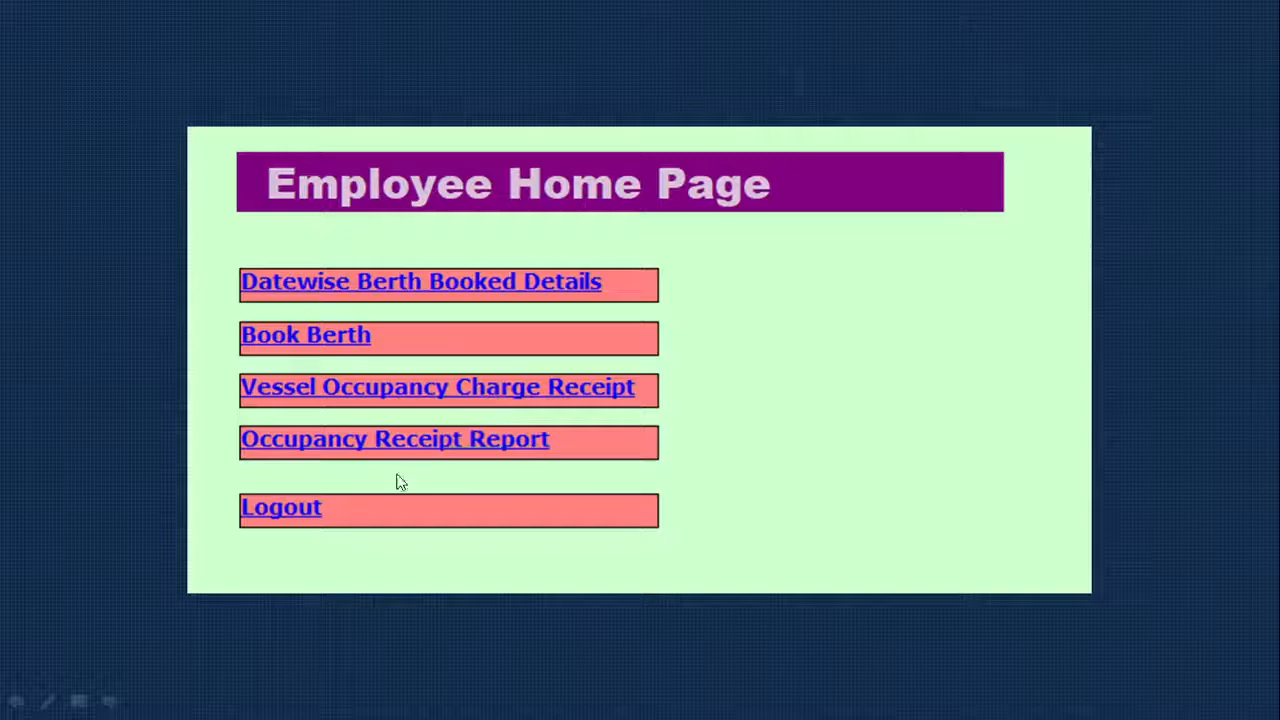 Employee Home Page
Datewise Berth Booked Details
Book Berth
Vessel Occupancy Charge Receipt
Occupancy Receipt Report
Logout